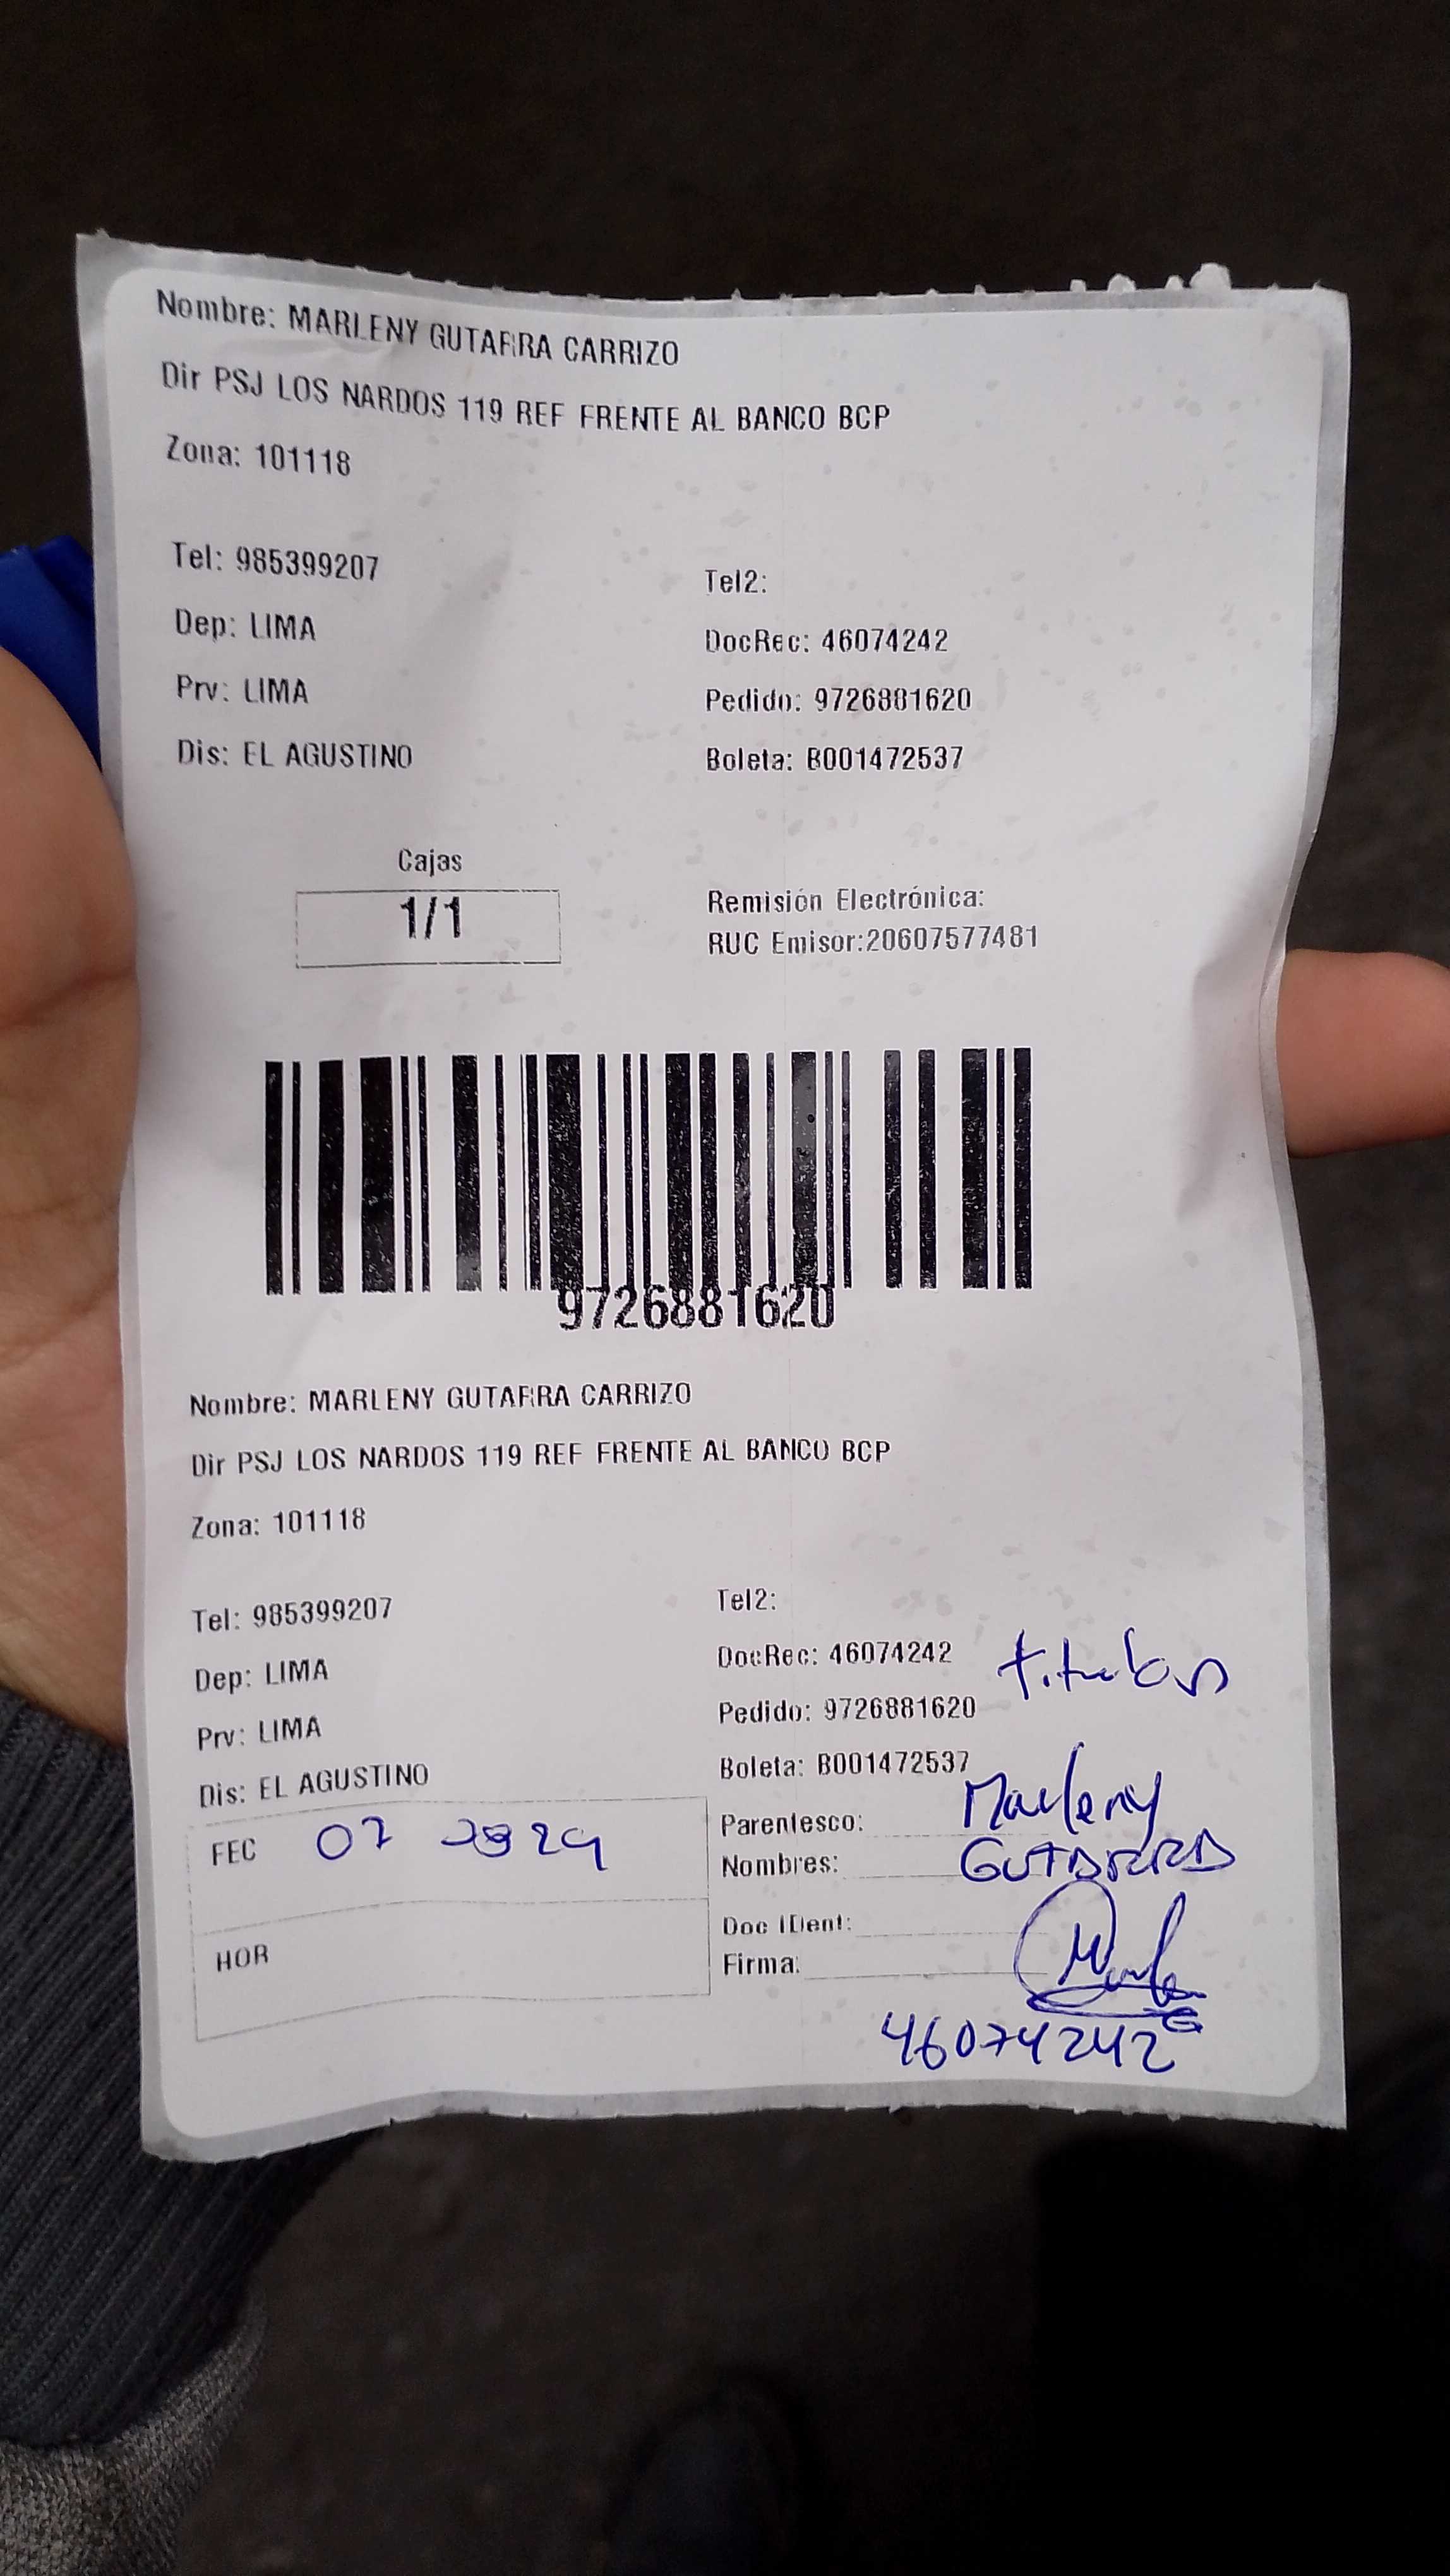 Nombre: MARLENY GUTARRA CARRIZO
Dir PSJ LOS NARDOS 119 REF FRENTE AL BANCO BCP
Zona: 101118
Tel: 985399207
Tel2:
Dep: LIMA
DocRec: 46074242
Prv: LIMA
Pedido: 9726881620
Dis: EL AGUSTINO
Boleta: B001472537
Cajas
1/1
Remisión Electrónica:
RUC Emisor:20607577481
9726881620
Nombre: MARLENY GUTARRA CARRIZO
Dir PSJ LOS NARDOS 119 REF FRENTE AL BANCO BCP
Zona: 101118
Tel: 985399207
Tel2:
Dep: LIMA
DocRec: 46074242 titular
Prv: LIMA
Pedido: 9726881620
Dis: EL AGUSTINO
Boleta: B001472537
FEC 07
Parentesco: Marleny
Nombres: GUTARRA
HOR
Doc IDent:
Firma:
46074242